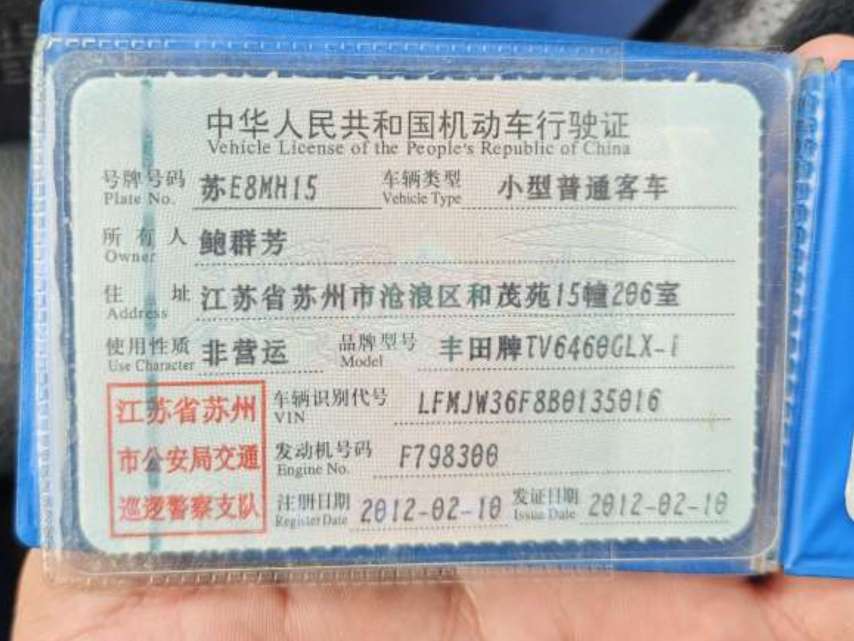 中华人民共和国机动车行驶证
Vehicle License of the People's Republic of China
号牌号码 苏E8MH15 车辆类型 小型普通客车
Plate No. Vehicle Type
所有人 鲍群芳
Owner
住址 江苏省苏州市沧浪区和茂苑15幢206室
Address
使用性质 非营运 品牌型号 丰田牌TV6460GLX-i
Use Character Model
江苏省苏州 车辆识别代号 LFMJW36F8B0135016
VIN
市公安局交通 发动机号码 F798300
Engine No.
巡逻警察支队 注册日期 2012-02-10 发证日期 2012-02-10
Register Date Issue Date